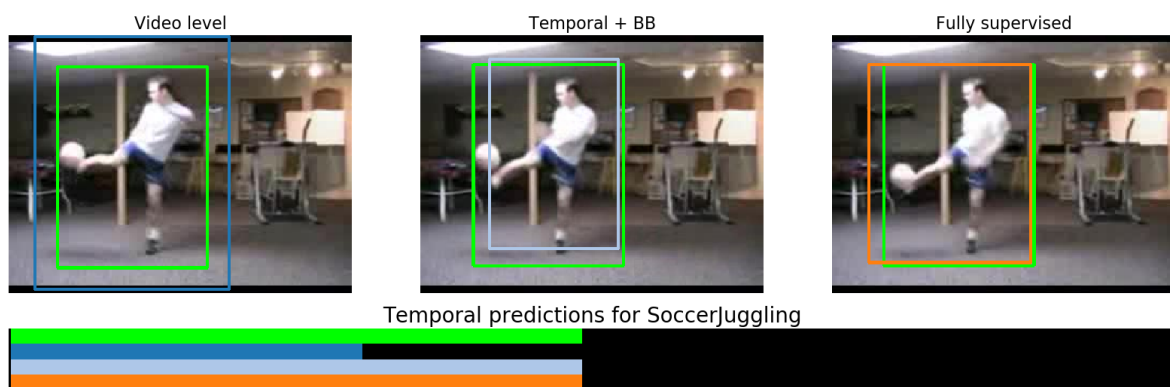 Video level
Temporal + BB
Fully supervised
Temporal predictions for SoccerJuggling